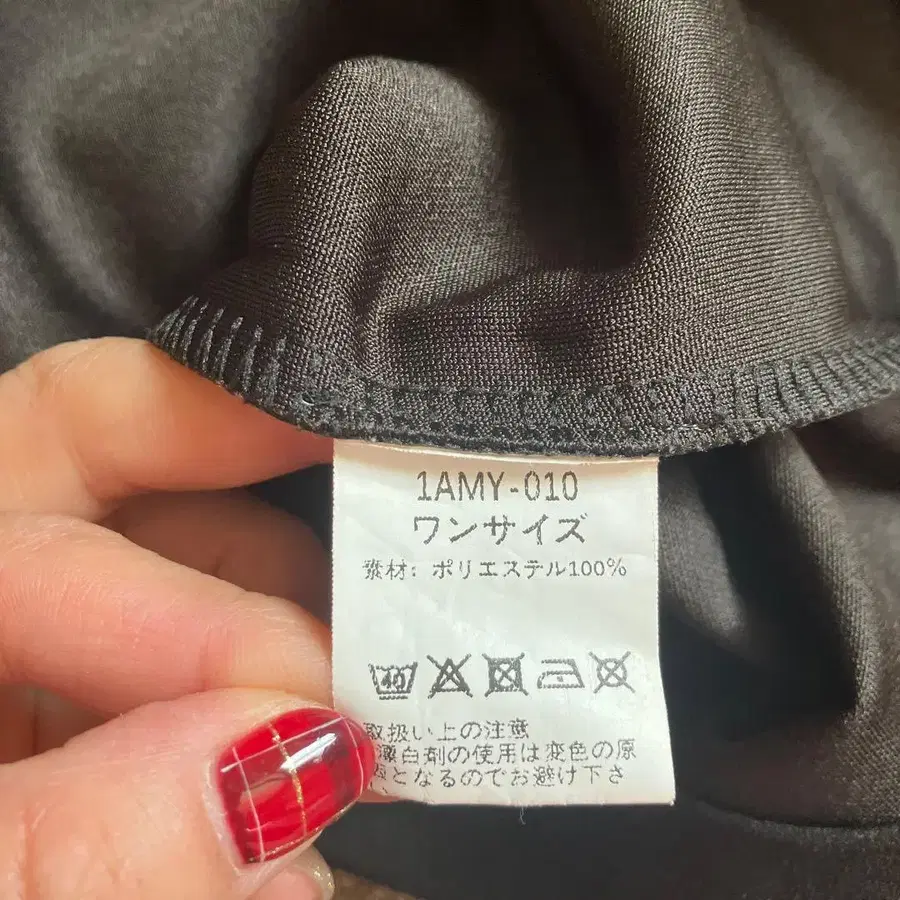 1AMY-010
ワンサイズ
素材: ポリエステル100%
40
取扱い上の注意
漂白剤の使用は変色の原
因となるのでお避け下さ